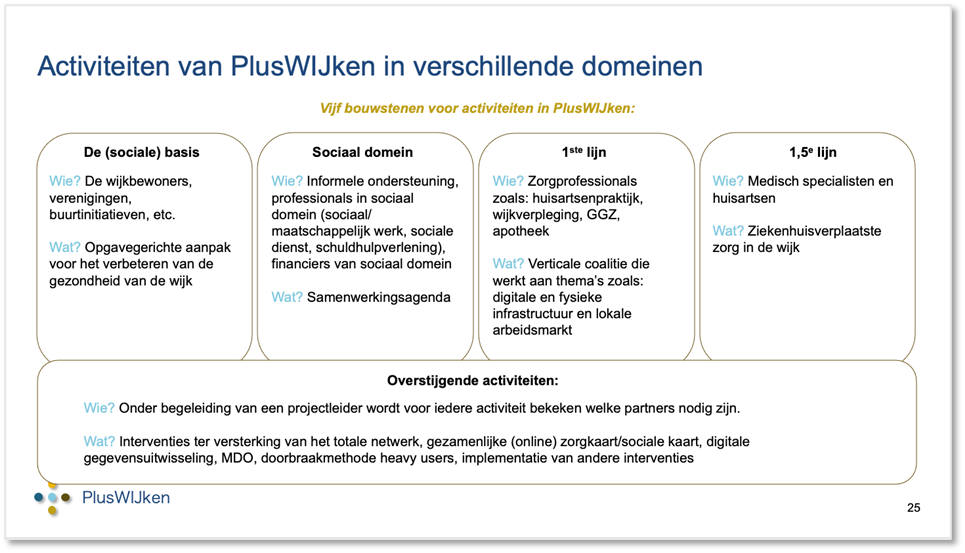 Activiteiten van PlusWIJken in verschillende domeinen
Vijf bouwstenen voor activiteiten in PlusWIJken:
De (sociale) basis
Wie? De wijkbewoners,
verenigingen,
buurtinitiatieven, etc.
Wat? Opgavegerichte aanpak
voor het verbeteren van de
gezondheid van de wijk
Sociaal domein
Wie? Informele ondersteuning,
professionals in sociaal
domein (sociaal/
maatschappelijk werk, sociale
dienst, schuldhulpverlening),
financiers van sociaal domein
Wat? Samenwerkingsagenda
1ste lijn
Wie? Zorgprofessionals
zoals: huisartsenpraktijk,
wijkverpleging, GGZ,
apotheek
Wat? Verticale coalitie die
werkt aan thema's zoals:
digitale en fysieke
infrastructuur en lokale
arbeidsmarkt
1,5e lijn
Wie? Medisch specialisten en
huisartsen
Wat? Ziekenhuisverplaatste
zorg in de wijk
Overstijgende activiteiten:
Wie? Onder begeleiding van een projectleider wordt voor iedere activiteit bekeken welke partners nodig zijn.
Wat? Interventies ter versterking van het totale netwerk, gezamenlijke (online) zorgkaart/sociale kaart, digitale
gegevensuitwisseling, MDO, doorbraakmethode heavy users, implementatie van andere interventies
PlusWIJken
25